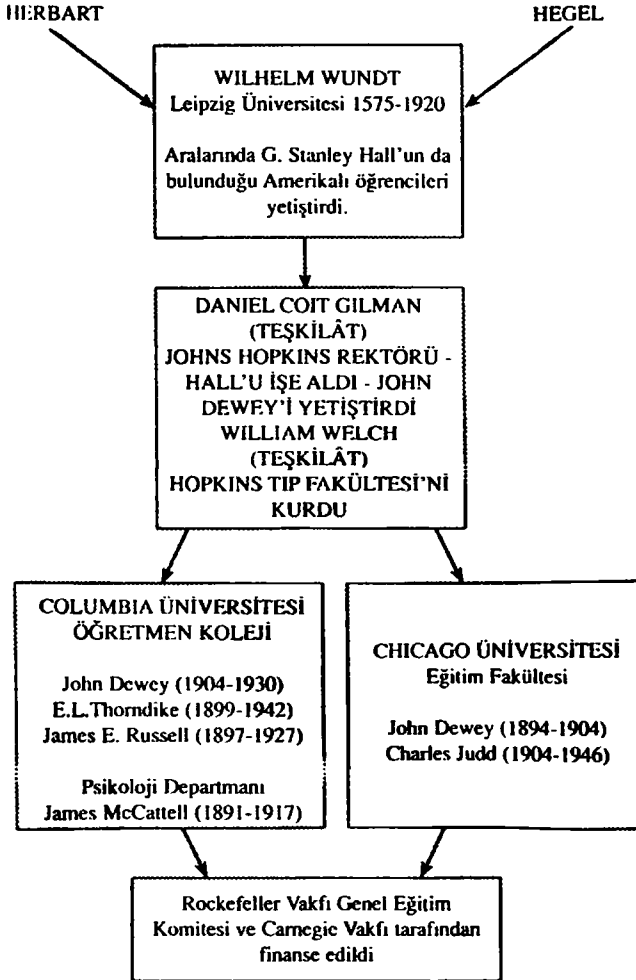 HERBART
HEGEL
WILHELM WUNDT
Leipzig Üniversitesi 1575-1920
Aralarında G. Stanley Hall'un da
bulunduğu Amerikalı öğrencileri
yetiştirdi.
DANIEL COIT GILMAN
(TEŞKİLÂT)
JOHNS HOPKINS REKTÖRÜ -
HALL'U İŞE ALDI - JOHN
DEWEY'İ YETİŞTİRDİ
WILLIAM WELCH
(TEŞKİLÂT)
HOPKINS TIP FAKÜLTESİ'Nİ
KURDU
COLUMBIA ÜNİVERSİTESİ
ÖĞRETMEN KOLEJİ
John Dewey (1904-1930)
E.L.Thorndike (1899-1942)
James E. Russell (1897-1927)
Psikoloji Departmanı
James McCattell (1891-1917)
CHICAGO ÜNİVERSİTESİ
Eğitim Fakültesi
John Dewey (1894-1904)
Charles Judd (1904-1946)
Rockefeller Vakfı Genel Eğitim
Komitesi ve Carnegie Vakfı tarafından
finanse edildi